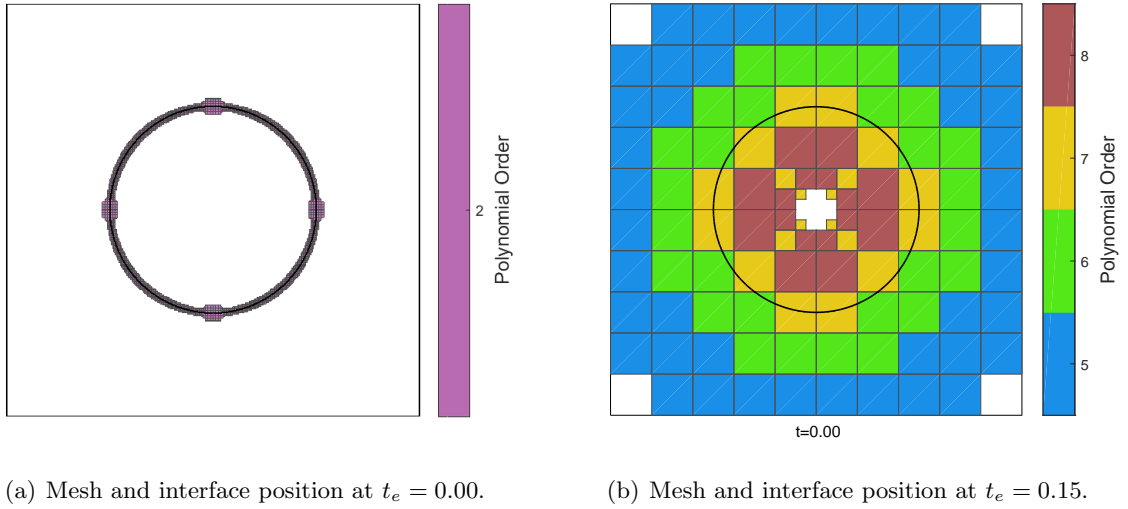 2
Polynomial Order
8
7
6
5
Polynomial Order
t=0.00
(a) Mesh and interface position at t_e = 0.00.
(b) Mesh and interface position at t_e = 0.15.